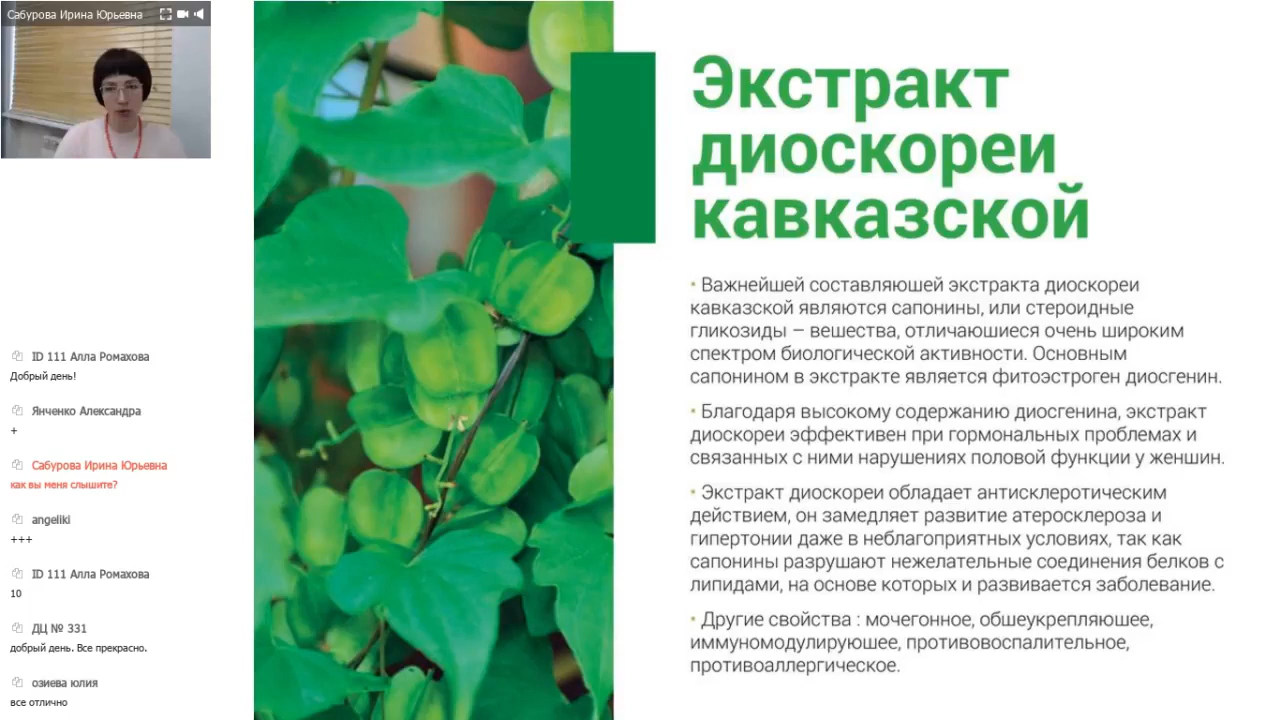 Сабурова Ирина Юрьевна
ID 111 Алла Ромахова
Добрый день!
Янченко Александра
+
Сабурова Ирина Юрьевна
как вы меня слышите?
angeliki
+++
ID 111 Алла Ромахова
10
ДЦ № 331
добрый день. Все прекрасно.
озиева юлия
все отлично
Экстракт
диоскореи
кавказской
• Важнейшей составляюшей экстракта диоскореи
кавказской являются сапонины, или стероидные
гликозиды – вешества, отличаюшиеся очень широким
спектром биологической активности. Основным
сапонином в экстракте является фитоэстроген диосгенин.
• Благодаря высокому содержанию диосгенина, экстракт
диоскореи эффективен при гормональных проблемах и
связанных с ними нарушениях половой функции у женшин.
• Экстракт диоскореи обладает антисклеротическим
действием, он замедляет развитие атеросклероза и
гипертонии даже в неблагоприятных условиях, так как
сапонины разрушают нежелательные соединения белков с
липидами, на основе которых и развивается заболевание.
• Другие свойства : мочегонное, обшеукрепляюшее,
иммуномодулируюшее, противовоспалительное,
противоаллергическое.